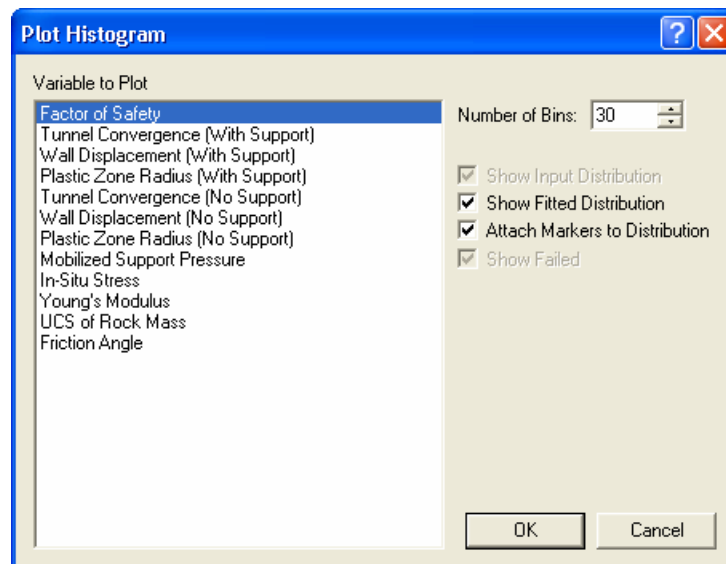 Plot Histogram
?
Variable to Plot
Factor of Safety
Tunnel Convergence (With Support)
Wall Displacement (With Support)
Plastic Zone Radius (With Support)
Tunnel Convergence (No Support)
Wall Displacement (No Support)
Plastic Zone Radius (No Support)
Mobilized Support Pressure
In-Situ Stress
Young's Modulus
UCS of Rock Mass
Friction Angle
Number of Bins: 30
Show Input Distribution
Show Fitted Distribution
Attach Markers to Distribution
Show Failed
OK Cancel